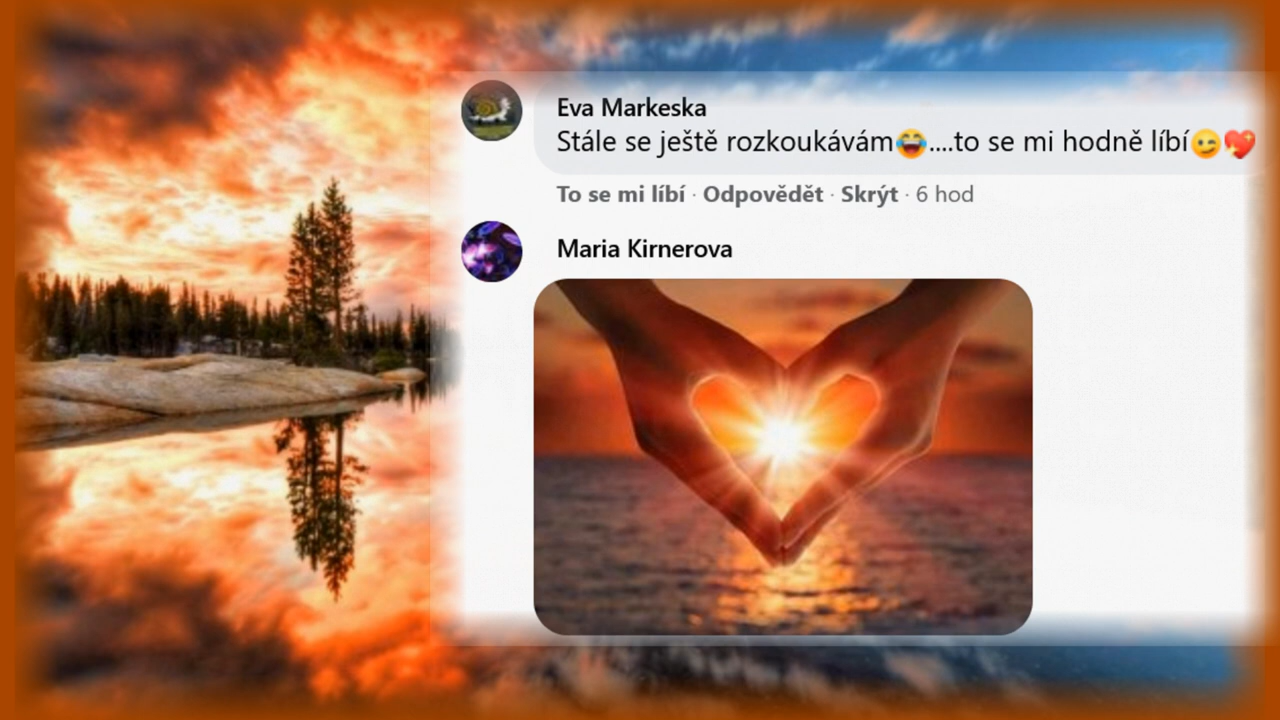 Eva Markeska
Stále se ještě rozkoukávám😂....to se mi hodně líbí😉💖
To se mi líbí · Odpovědět · Skrýt · 6 hod
Maria Kirnerova